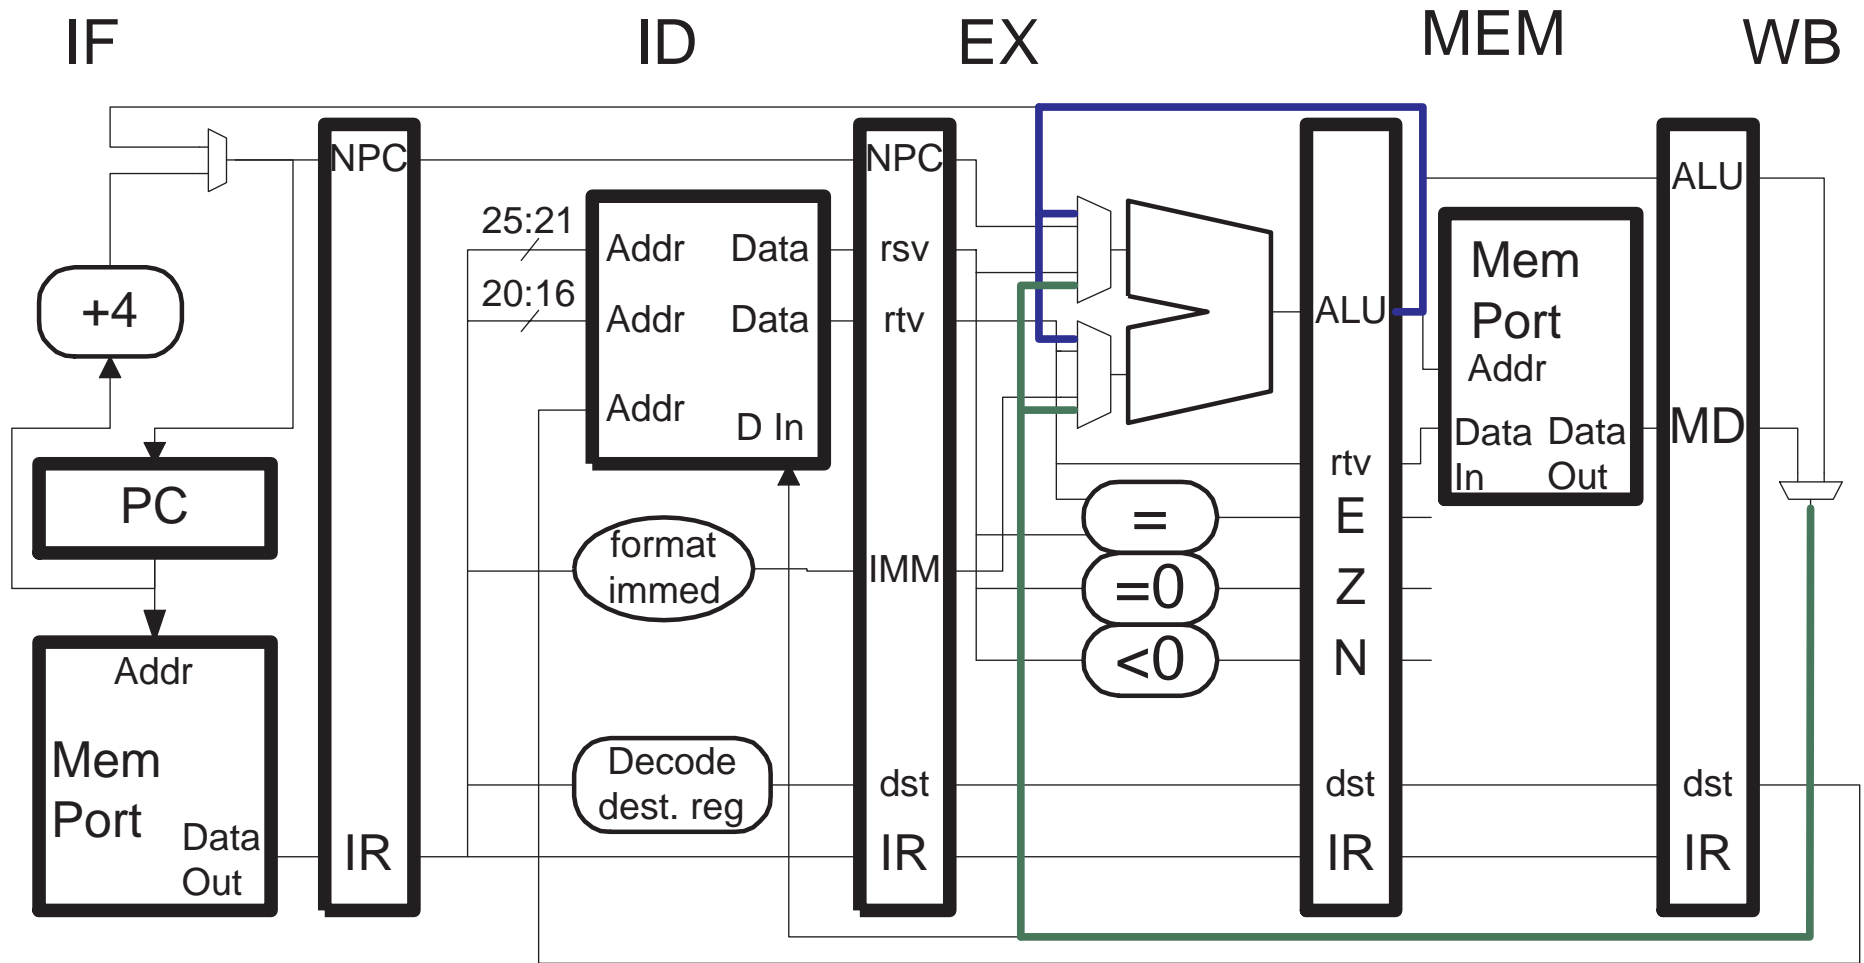 IF ID EX MEM WB
NPC
NPC
ALU
25:21
Addr Data
rsv
Mem
Port
Addr
20:16
Addr Data
rtv
+4
ALU
Addr
D In
Data
In
Data
Out
MD
rtv
PC
=
E
format
immed
IMM
=0
Z
<0
N
Addr
Mem
Port
Data
Out
Decode
dest. reg
dst
dst
dst
IR
IR
IR
IR